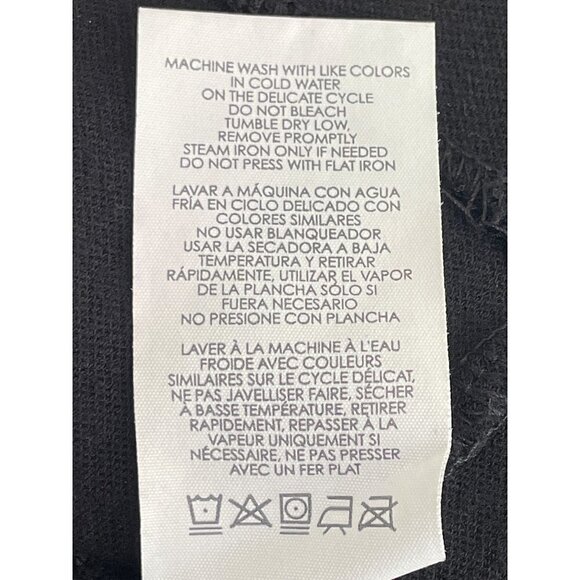 MACHINE WASH WITH LIKE COLORS
IN COLD WATER
ON THE DELICATE CYCLE
DO NOT BLEACH
TUMBLE DRY LOW,
REMOVE PROMPTLY
STEAM IRON ONLY IF NEEDED
DO NOT PRESS WITH FLAT IRON
LAVAR A MÁQUINA CON AGUA
FRÍA EN CICLO DELICADO CON
COLORES SIMILARES
NO USAR BLANQUEADOR
USAR LA SECADORA A BAJA
TEMPERATURA Y RETIRAR
RÁPIDAMENTE, UTILIZAR EL VAPOR
DE LA PLANCHA SÓLO SI
FUERA NECESARIO
NO PRESIONE CON PLANCHA
LAVER À LA MACHINE À L'EAU
FROIDE AVEC COULEURS
SIMILAIRES SUR LE CYCLE DÉLICAT,
NE PAS JAVELLISER FAIRE, SÉCHER
À BASSE TEMPÉRATURE, RETIRER
RAPIDEMENT, REPASSER À LA
VAPEUR UNIQUEMENT SI
NÉCESSAIRE, NE PAS PRESSER
AVEC UN FER PLAT